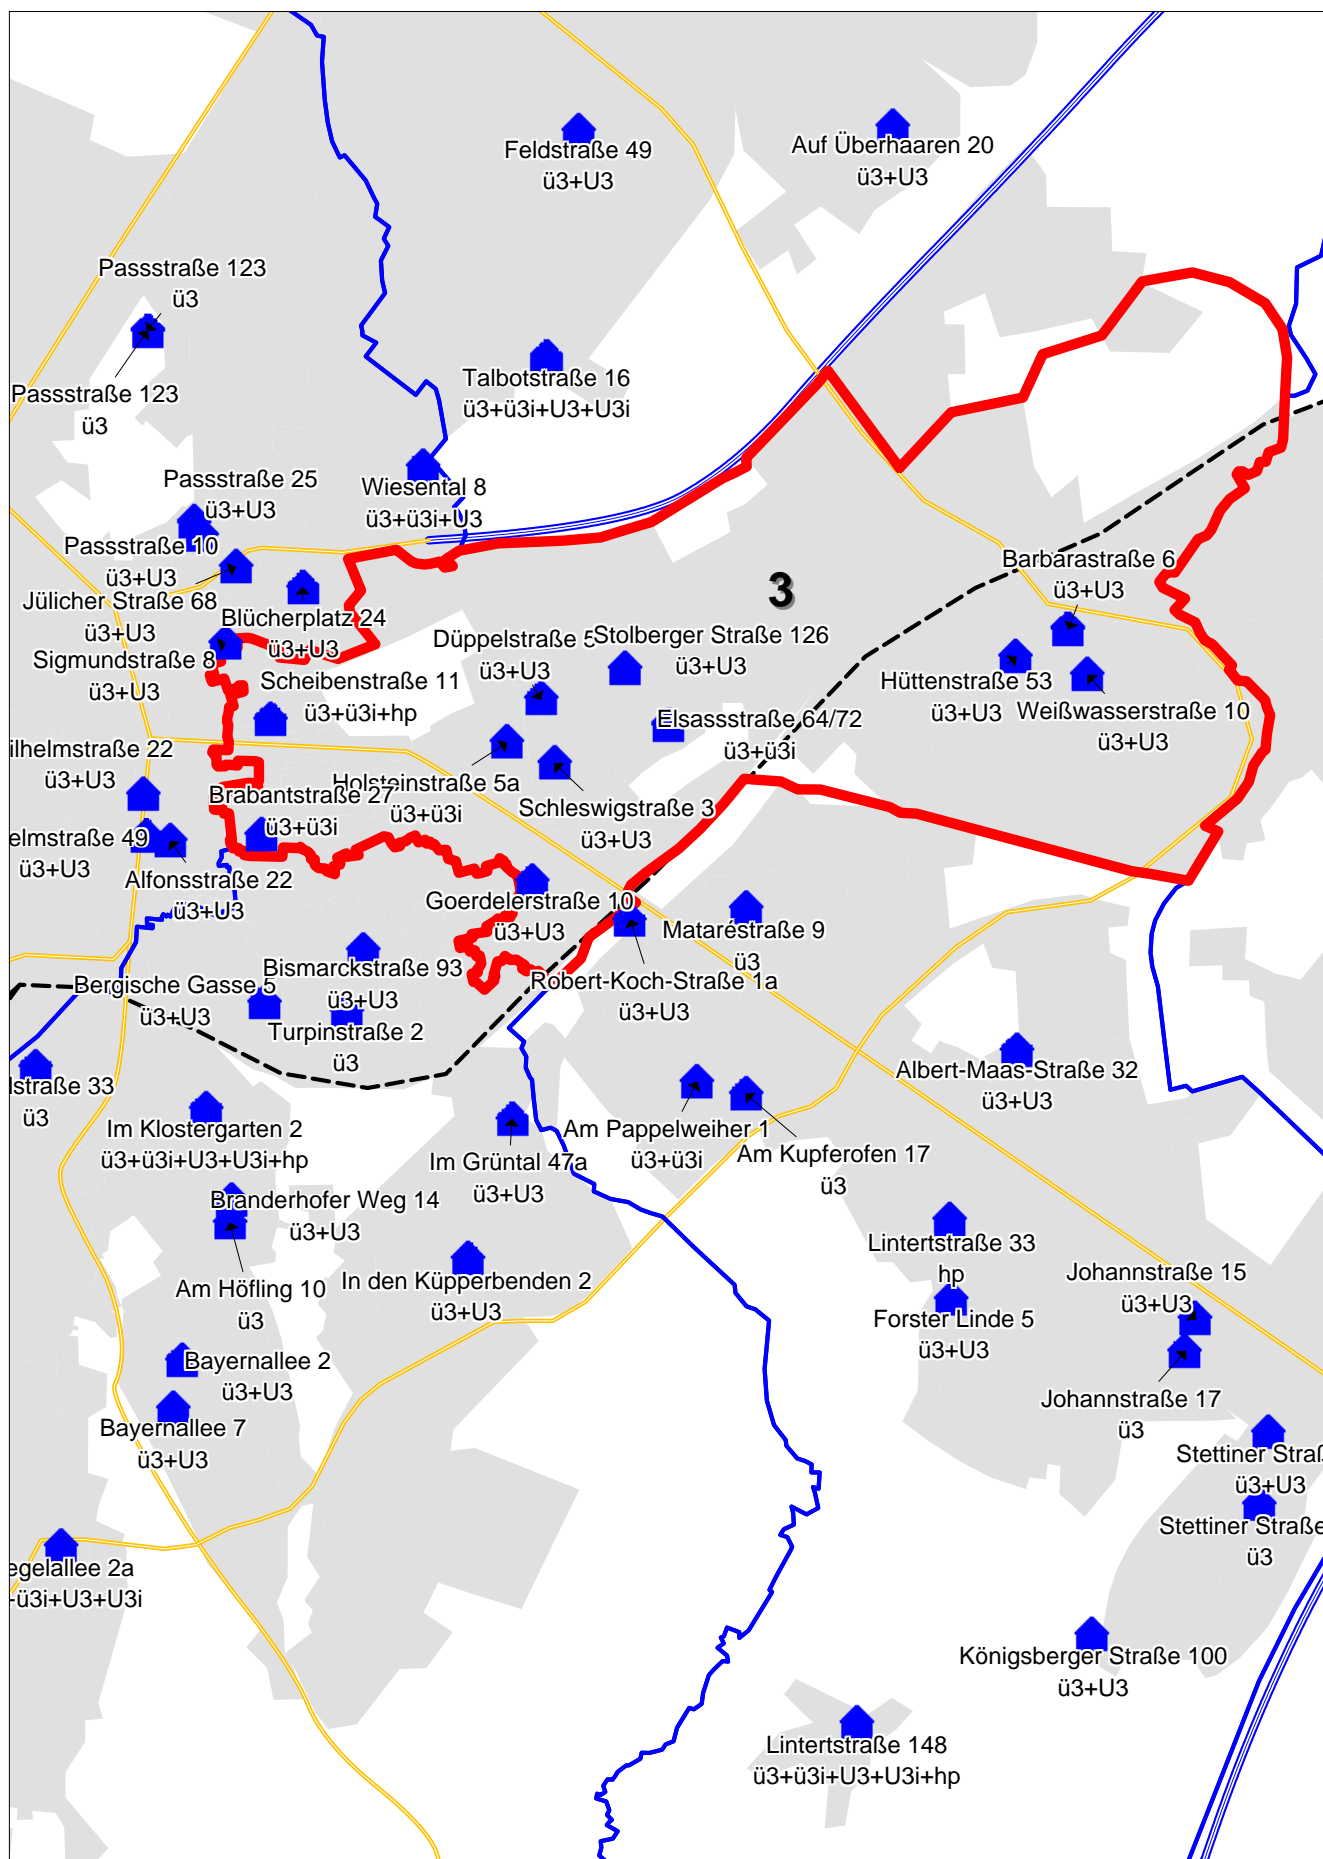 Feldstraße 49
ü3+U3
Auf Überhaaren 20
ü3+U3
Passstraße 123
ü3
Passstraße 123
ü3
Talbotstraße 16
ü3+ü3i+U3+U3i
Passstraße 25
ü3+U3
Wiesental 8
ü3+ü3i+U3
Passstraße 10
ü3+U3
Jülicher Straße 68
ü3+U3
Blücherplatz 24
ü3+U3
3
Barbarastraße 6
ü3+U3
Sigmundstraße 8
ü3+U3
Scheibenstraße 11
ü3+ü3i+hp
Düppelstraße 5
ü3+U3
Stolberger Straße 126
ü3+U3
Hüttenstraße 53
ü3+U3
Weißwasserstraße 10
ü3+U3
Elsassstraße 64/72
ü3+ü3i
ilhelmstraße 22
ü3+U3
Brabantstraße 27
ü3+ü3i
Holsteinstraße 5a
ü3+ü3i
Schleswigstraße 3
ü3+U3
elmstraße 49
ü3+U3
Alfonsstraße 22
ü3+U3
Goerdelerstraße 10
ü3+U3
Mataréstraße 9
ü3
Bismarckstraße 93
ü3+U3
Robert-Koch-Straße 1a
ü3+U3
Bergische Gasse 5
ü3+U3
Turpinstraße 2
ü3
lstraße 33
ü3
Albert-Maas-Straße 32
ü3+U3
Im Klostergarten 2
ü3+ü3i+U3+U3i+hp
Am Pappelweiher 1
ü3+ü3i
Am Kupferofen 17
ü3
Im Grüntal 47a
ü3+U3
Branderhofer Weg 14
ü3+U3
Lintertstraße 33
hp
Am Höfling 10
ü3
In den Küpperbenden 2
ü3+U3
Johannstraße 15
ü3+U3
Forster Linde 5
ü3+U3
Bayernallee 2
ü3+U3
Johannstraße 17
ü3
Bayernallee 7
ü3+U3
Stettiner Straß
ü3+U3
Stettiner Straße
ü3
egelallee 2a
+ü3i+U3+U3i
Königsberger Straße 100
ü3+U3
Lintertstraße 148
ü3+ü3i+U3+U3i+hp